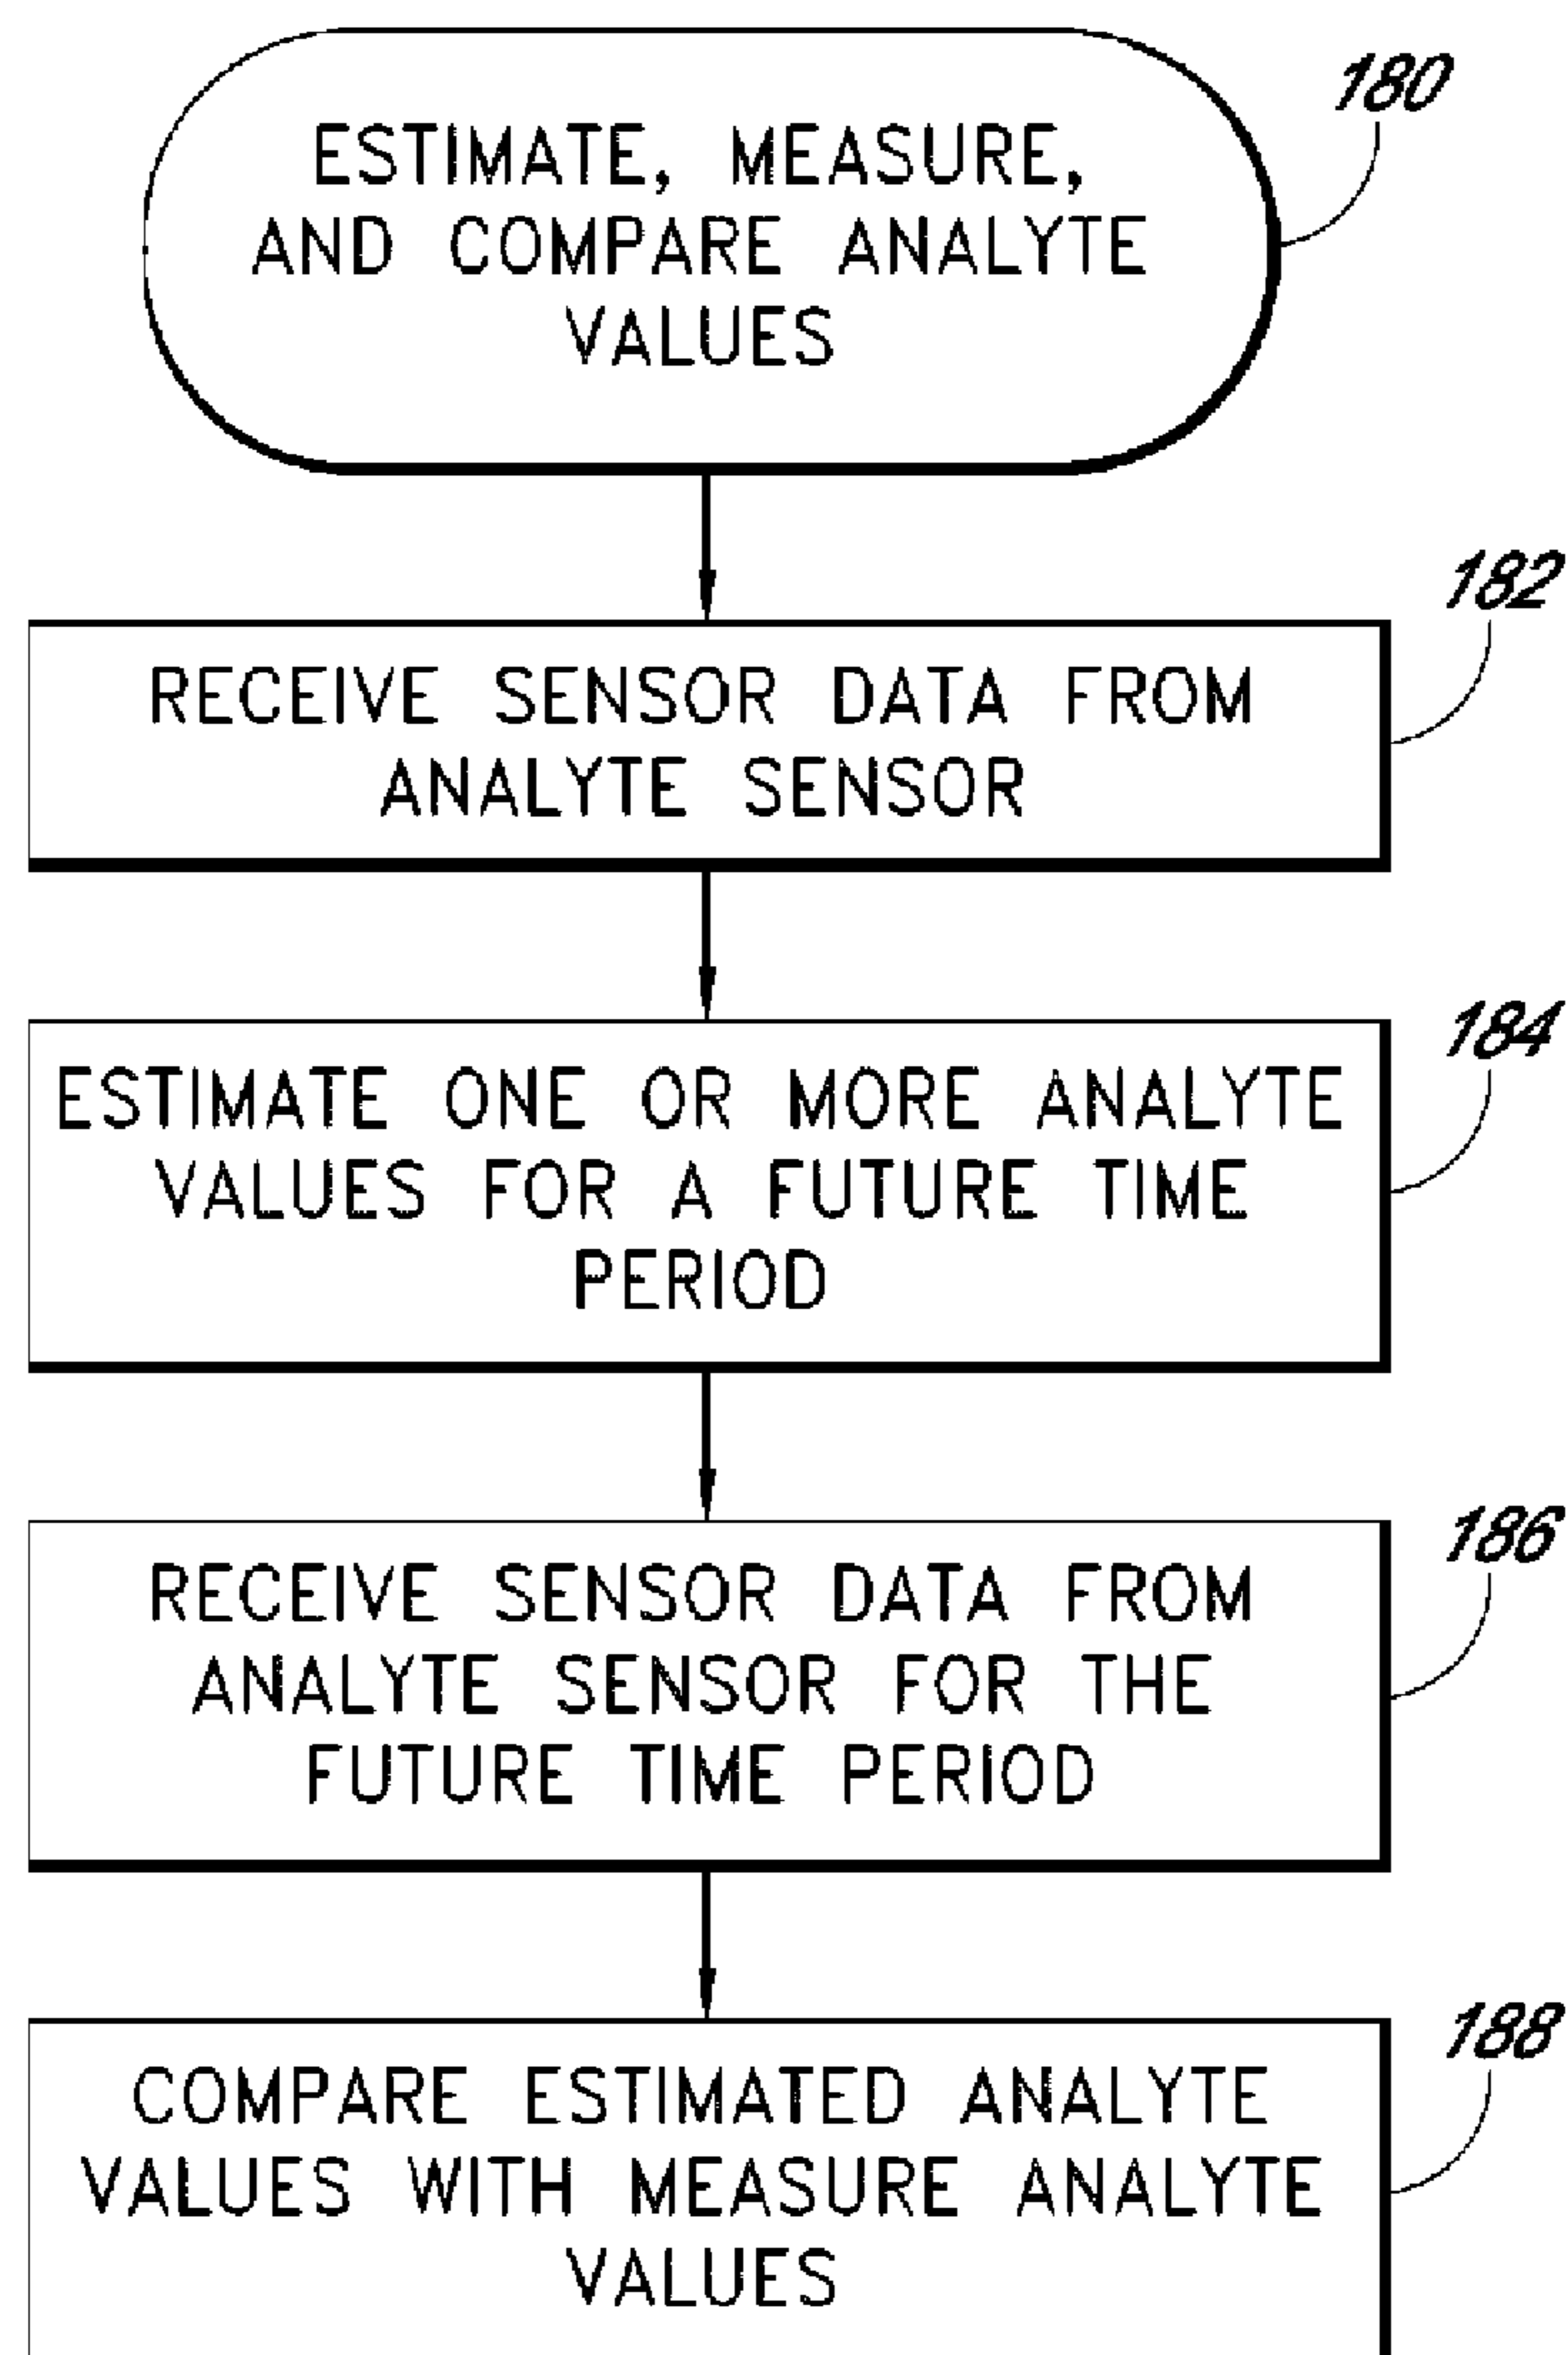 180
ESTIMATE, MEASURE,
AND COMPARE ANALYTE
VALUES
182
RECEIVE SENSOR DATA FROM
ANALYTE SENSOR
184
ESTIMATE ONE OR MORE ANALYTE
VALUES FOR A FUTURE TIME
PERIOD
186
RECEIVE SENSOR DATA FROM
ANALYTE SENSOR FOR THE
FUTURE TIME PERIOD
188
COMPARE ESTIMATED ANALYTE
VALUES WITH MEASURE ANALYTE
VALUES